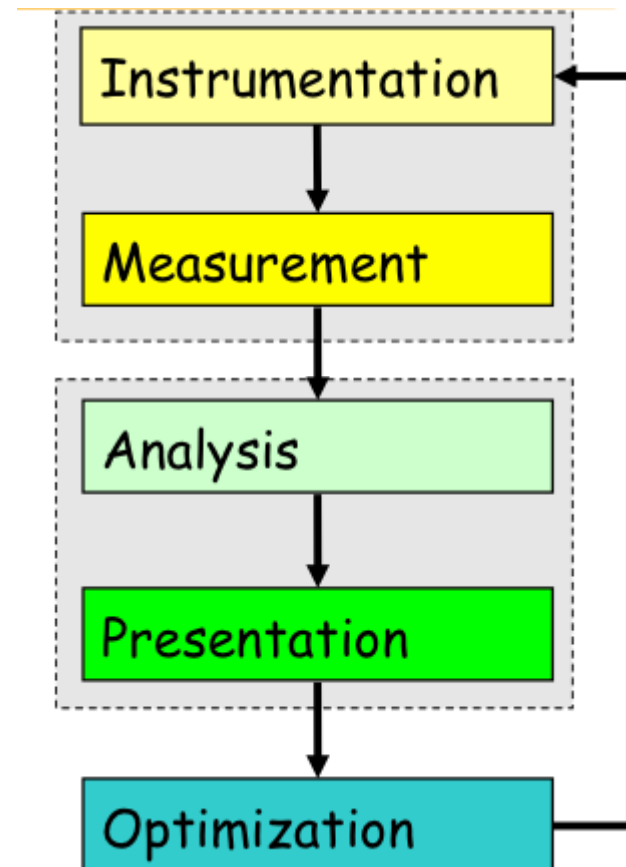 Instrumentation
Measurement
Analysis
Presentation
Optimization